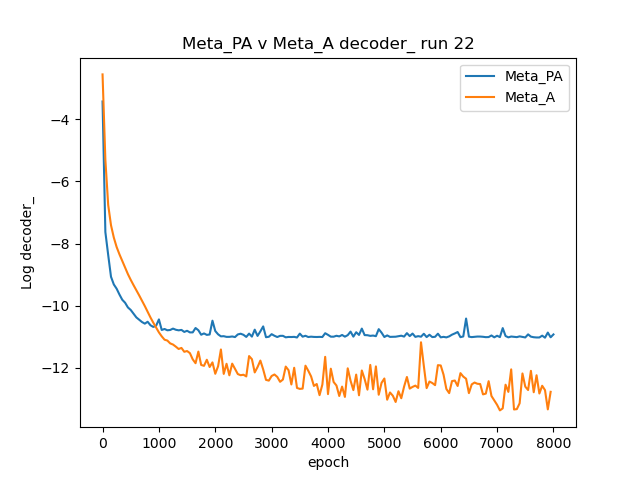 Meta_PA v Meta_A decoder_ run 22
Meta_PA
Meta_A
Log decoder_
−4
−6
−8
−10
−12
0 1000 2000 3000 4000 5000 6000 7000 8000
epoch